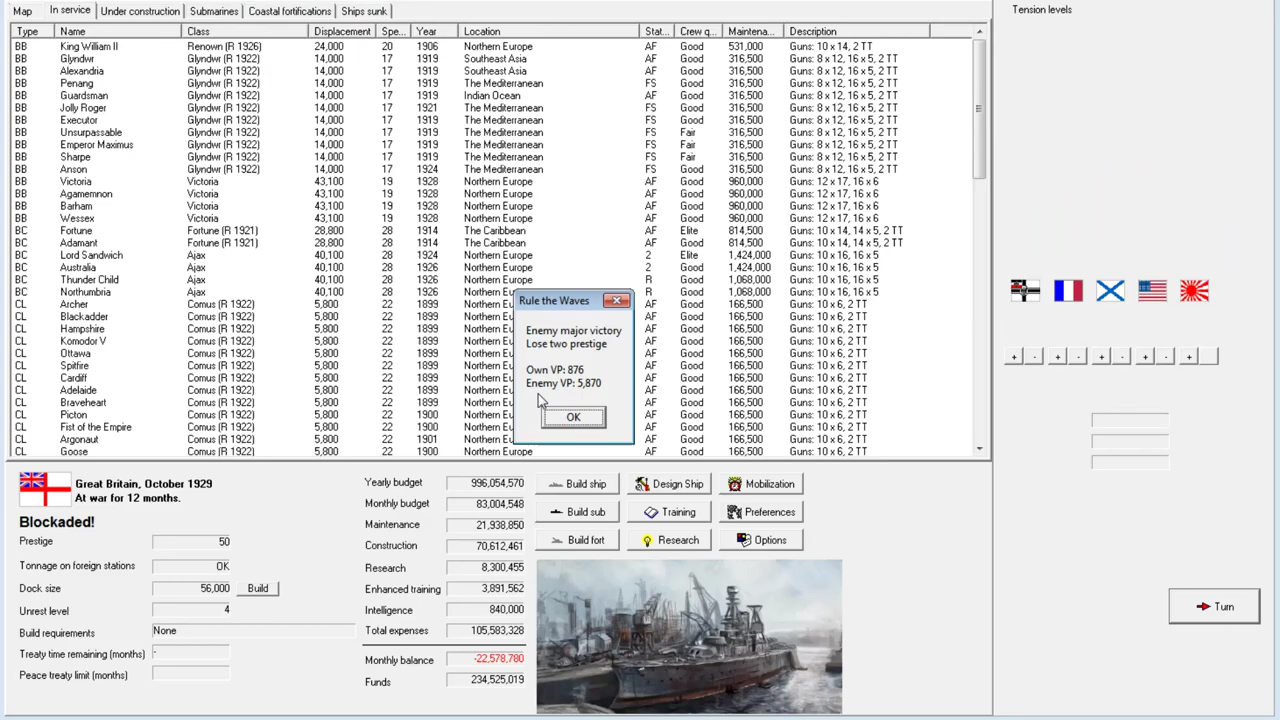 Map In service Under construction Submarines Coastal fortifications Ships sunk
Tension levels
Type Name Class Displacement Spe... Year Location Stat... Crew q... Maintena... Description
BB King William II Renown (R 1926) 24,000 20 1906 Northern Europe AF Good 531,000 Guns: 10 x 14, 2 TT
BB Glyndwr Glyndwr (R 1922) 14,000 17 1919 Southeast Asia AF Good 316,500 Guns: 8 x 12, 16 x 5, 2 TT
BB Alexandria Glyndwr (R 1922) 14,000 17 1919 Southeast Asia AF Good 316,500 Guns: 8 x 12, 16 x 5, 2 TT
BB Penang Glyndwr (R 1922) 14,000 17 1919 The Mediterranean FS Good 316,500 Guns: 8 x 12, 16 x 5, 2 TT
BB Guardsman Glyndwr (R 1922) 14,000 17 1919 Indian Ocean AF Good 316,500 Guns: 8 x 12, 16 x 5, 2 TT
BB Jolly Roger Glyndwr (R 1922) 14,000 17 1921 The Mediterranean FS Good 316,500 Guns: 8 x 12, 16 x 5, 2 TT
BB Executor Glyndwr (R 1922) 14,000 17 1919 The Mediterranean FS Good 316,500 Guns: 8 x 12, 16 x 5, 2 TT
BB Unsurpassable Glyndwr (R 1922) 14,000 17 1919 The Mediterranean FS Fair 316,500 Guns: 8 x 12, 16 x 5, 2 TT
BB Emperor Maximus Glyndwr (R 1922) 14,000 17 1919 The Mediterranean FS Good 316,500 Guns: 8 x 12, 16 x 5, 2 TT
BB Sharpe Glyndwr (R 1922) 14,000 17 1919 The Mediterranean FS Fair 316,500 Guns: 8 x 12, 16 x 5, 2 TT
BB Anson Glyndwr (R 1922) 14,000 17 1924 The Mediterranean FS Good 316,500 Guns: 8 x 12, 16 x 5, 2 TT
BB Victoria Victoria 43,100 19 1928 Northern Europe AF Good 960,000 Guns: 12 x 17, 16 x 6
BB Agamemnon Victoria 43,100 19 1928 Northern Europe AF Good 960,000 Guns: 12 x 17, 16 x 6
BB Barham Victoria 43,100 19 1928 Northern Europe AF Good 960,000 Guns: 12 x 17, 16 x 6
BB Wessex Victoria 43,100 19 1928 Northern Europe AF Good 960,000 Guns: 12 x 17, 16 x 6
BC Fortune Fortune (R 1921) 28,800 28 1914 The Caribbean AF Elite 814,500 Guns: 10 x 14, 14 x 5, 2 TT
BC Adamant Fortune (R 1921) 28,800 28 1914 The Caribbean AF Good 814,500 Guns: 10 x 14, 14 x 5, 2 TT
BC Lord Sandwich Ajax 40,100 28 1924 Northern Europe 2 Elite 1,424,000 Guns: 10 x 16, 16 x 5
BC Australia Ajax 40,100 28 1926 Northern Europe 2 Good 1,424,000 Guns: 10 x 16, 16 x 5
BC Thunder Child Ajax 40,100 28 1926 Northern Europe R Good 1,068,000 Guns: 10 x 16, 16 x 5
BC Northumbria Ajax 40,100 28 1926 Northern Eu R Good 1,068,000 Guns: 10 x 16, 16 x 5
CL Archer Comus (R 1922) 5,800 22 1899 Northern Eu AF Good 166,500 Guns: 10 x 6, 2 TT
CL Blackadder Comus (R 1922) 5,800 22 1899 Northern Eu AF Good 166,500 Guns: 10 x 6, 2 TT
CL Hampshire Comus (R 1922) 5,800 22 1899 Northern Eu AF Good 166,500 Guns: 10 x 6, 2 TT
CL Komodor V Comus (R 1922) 5,800 22 1899 Northern Eu AF Good 166,500 Guns: 10 x 6, 2 TT
CL Ottawa Comus (R 1922) 5,800 22 1899 Northern Eu AF Good 166,500 Guns: 10 x 6, 2 TT
CL Spitfire Comus (R 1922) 5,800 22 1899 Northern Eu AF Good 166,500 Guns: 10 x 6, 2 TT
CL Cardiff Comus (R 1922) 5,800 22 1899 Northern Eu AF Good 166,500 Guns: 10 x 6, 2 TT
CL Adelaide Comus (R 1922) 5,800 22 1899 Northern Eu AF Good 166,500 Guns: 10 x 6, 2 TT
CL Braveheart Comus (R 1922) 5,800 22 1899 Northern Eu AF Good 166,500 Guns: 10 x 6, 2 TT
CL Picton Comus (R 1922) 5,800 22 1900 Northern Eu AF Good 166,500 Guns: 10 x 6, 2 TT
CL Fist of the Empire Comus (R 1922) 5,800 22 1900 Northern Eu AF Good 166,500 Guns: 10 x 6, 2 TT
CL Argonaut Comus (R 1922) 5,800 22 1901 Northern Eu AF Good 166,500 Guns: 10 x 6, 2 TT
CL Goose Comus (R 1922) 5,800 22 1900 Northern Eu AF Good 166,500 Guns: 10 x 6, 2 TT
Rule the Waves
Enemy major victory
Lose two prestige
Own VP: 876
Enemy VP: 5,870
OK
+ - + - + - + - +
Great Britain, October 1929
At war for 12 months.
Blockaded!
Prestige 50
Tonnage on foreign stations OK
Dock size 56,000 Build
Unrest level 4
Build requirements None
Treaty time remaining (months) -
Peace treaty limit (months)
Yearly budget 996,054,570
Monthly budget 83,004,548
Maintenance 21,938,850
Construction 70,612,461
Research 8,300,455
Enhanced training 3,891,562
Intelligence 840,000
Total expenses 105,583,328
Monthly balance -22,578,780
Funds 234,525,019
Build ship Design Ship Mobilization
Build sub Training Preferences
Build fort Research Options
Turn